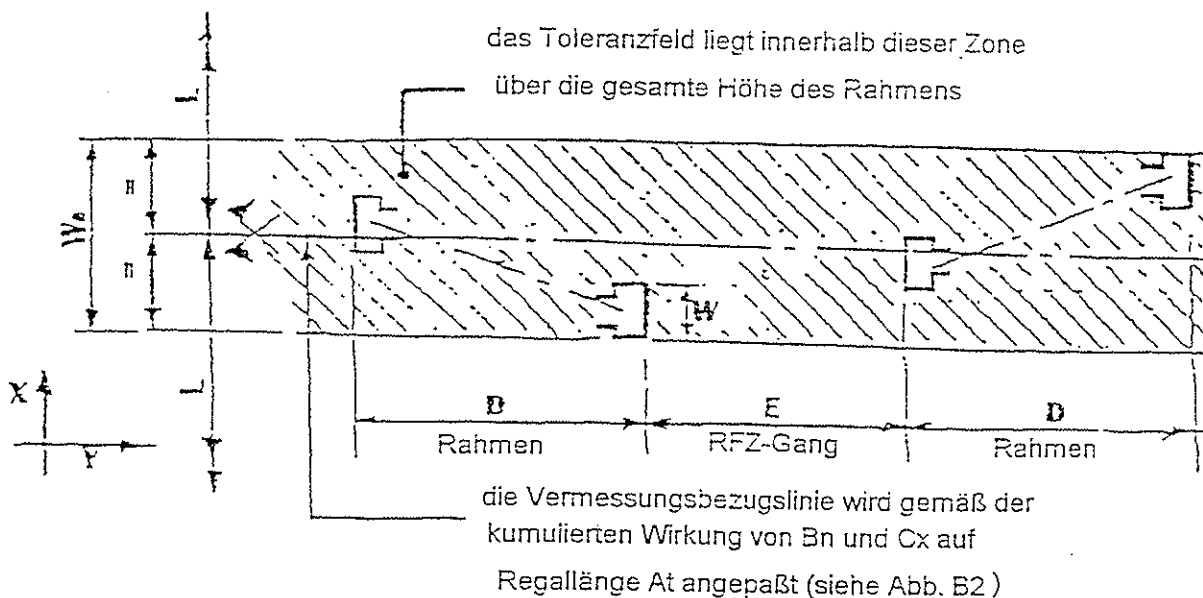 das Toleranzfeld liegt innerhalb dieser Zone
über die gesamte Höhe des Rahmens
L
H
Wa
W
L
X
Y
D
E
D
Rahmen
RFZ-Gang
Rahmen
die Vermessungsbezugslinie wird gemäß der
kumulierten Wirkung von Bn und Cx auf
Regallänge At angepaßt (siehe Abb. B2)